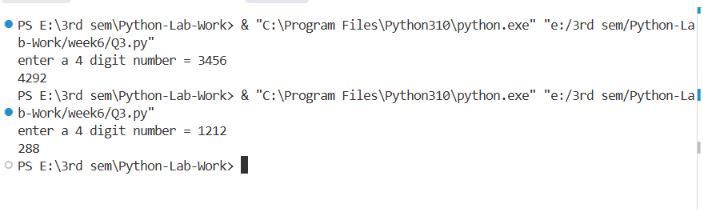 PS E:\3rd sem\Python-Lab-Work> & "C:\Program Files\Python310\python.exe" "e:/3rd sem/Python-La
b-Work/week6/Q3.py"
enter a 4 digit number = 3456
4292
PS E:\3rd sem\Python-Lab-Work> & "C:\Program Files\Python310\python.exe" "e:/3rd sem/Python-La
b-Work/week6/Q3.py"
enter a 4 digit number = 1212
288
PS E:\3rd sem\Python-Lab-Work>